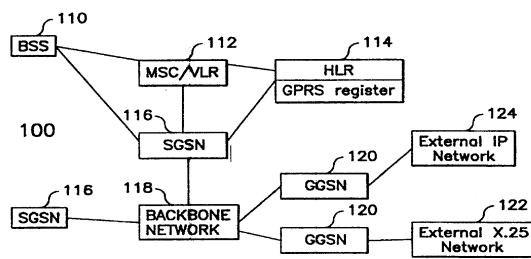 110
BSS
112
MSC/VLR
114
HLR
GPRS register
100
116
SGSN
124
External IP
Network
120
GGSN
116
SGSN
118
BACKBONE
NETWORK
120
GGSN
122
External X.25
Network